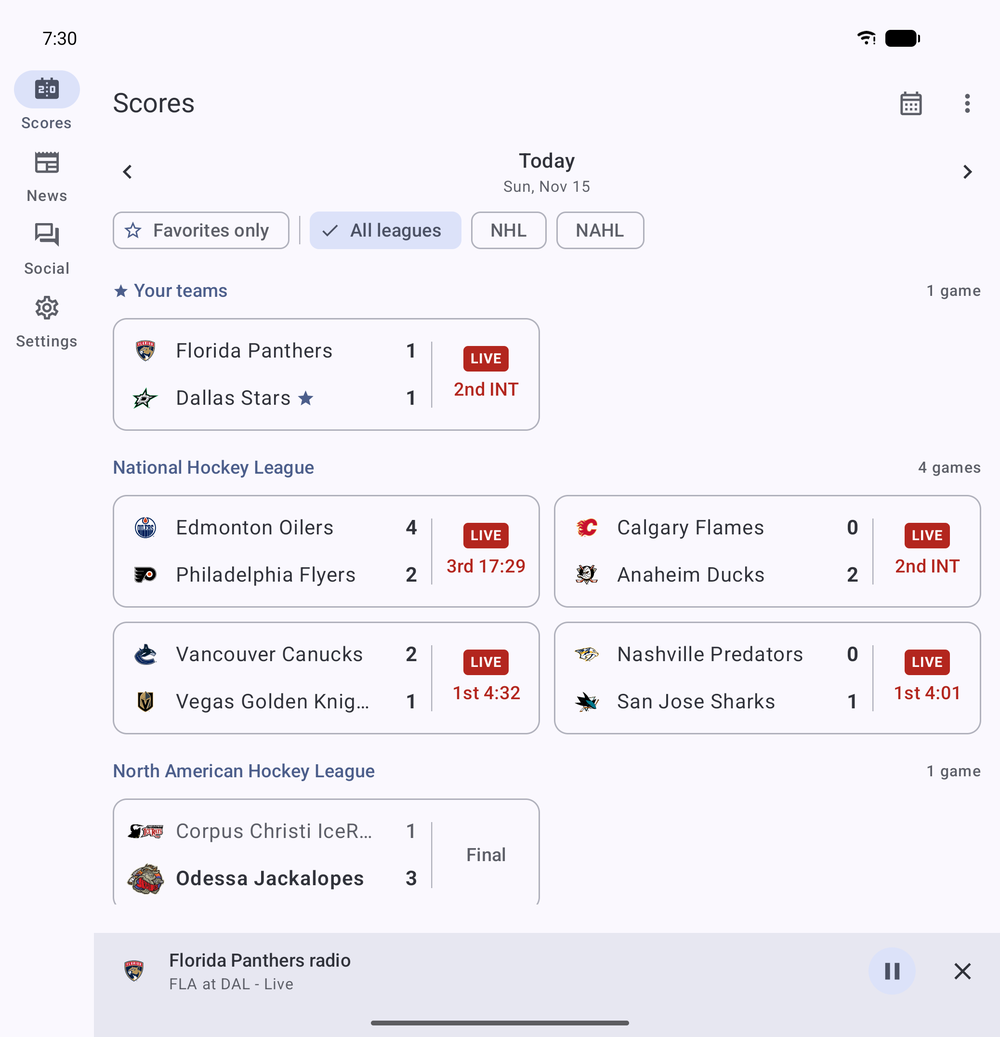 7:30
Scores
Scores
News
Social
Settings
Today
Sun, Nov 15
Favorites only
All leagues
NHL
NAHL
Your teams
1 game
Florida Panthers 1
Dallas Stars 1
LIVE
2nd INT
National Hockey League
4 games
Edmonton Oilers 4
Philadelphia Flyers 2
LIVE
3rd 17:29
Calgary Flames 0
Anaheim Ducks 2
LIVE
2nd INT
Vancouver Canucks 2
Vegas Golden Knig... 1
LIVE
1st 4:32
Nashville Predators 0
San Jose Sharks 1
LIVE
1st 4:01
North American Hockey League
1 game
Corpus Christi IceR... 1
Odessa Jackalopes 3
Final
Florida Panthers radio
FLA at DAL - Live